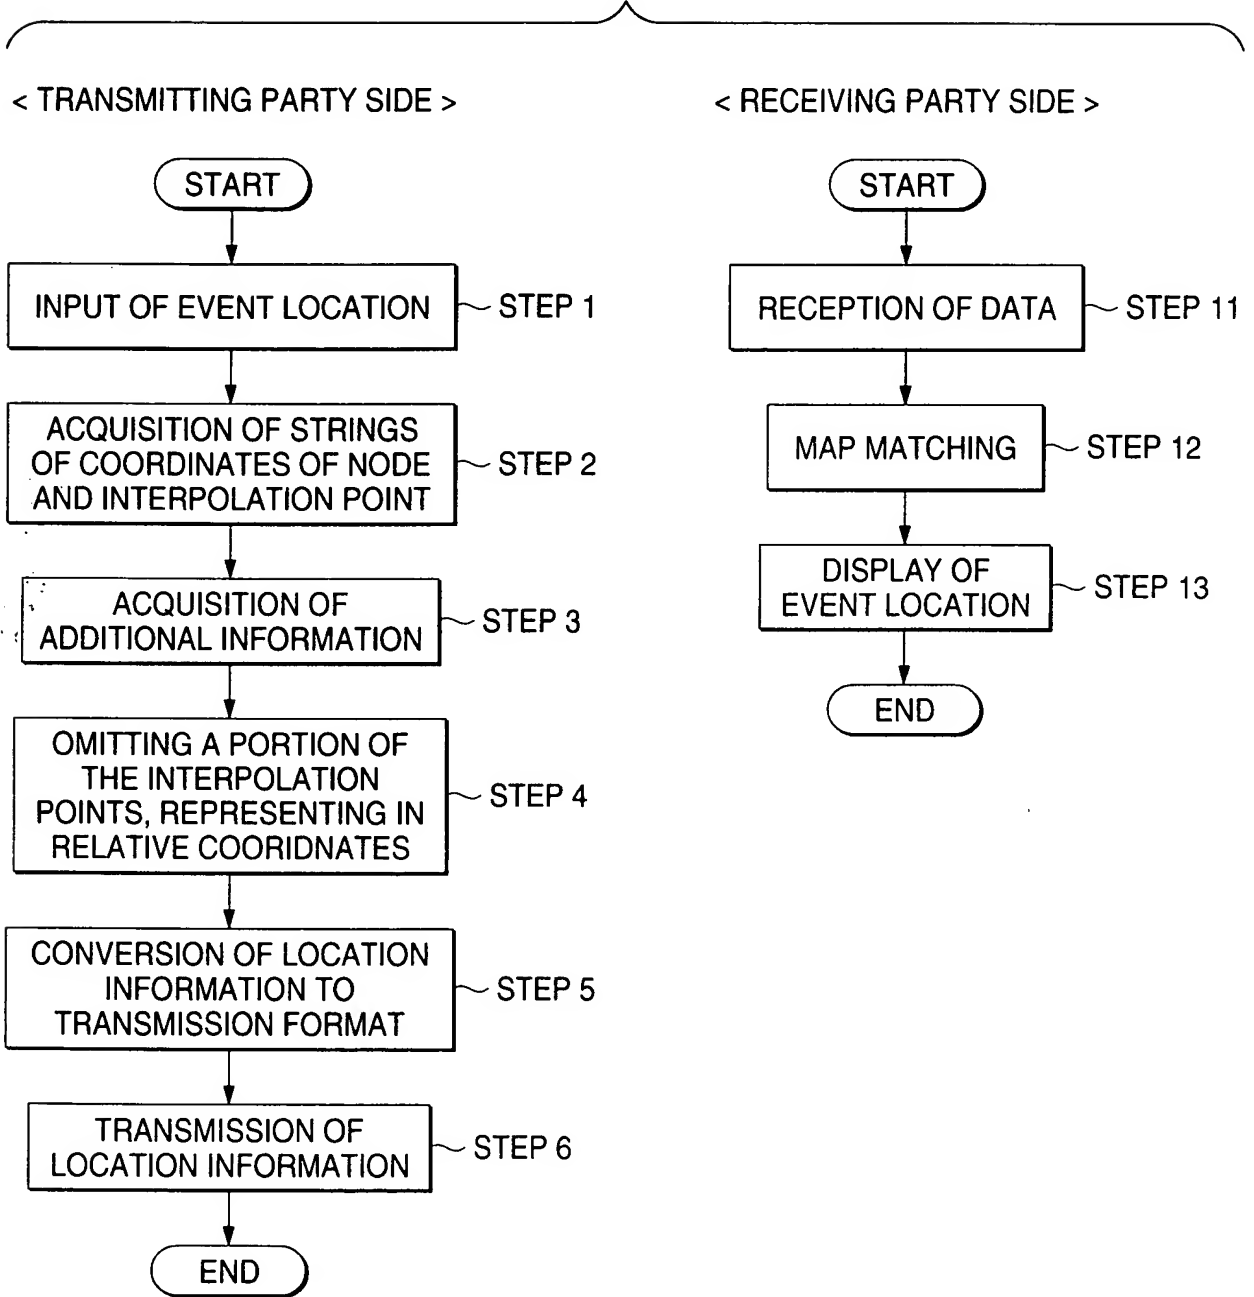 < TRANSMITTING PARTY SIDE >
START
INPUT OF EVENT LOCATION
STEP 1
ACQUISITION OF STRINGS
OF COORDINATES OF NODE
AND INTERPOLATION POINT
STEP 2
ACQUISITION OF
ADDITIONAL INFORMATION
STEP 3
OMITTING A PORTION OF
THE INTERPOLATION
POINTS, REPRESENTING IN
RELATIVE COORIDNATES
STEP 4
CONVERSION OF LOCATION
INFORMATION TO
TRANSMISSION FORMAT
STEP 5
TRANSMISSION OF
LOCATION INFORMATION
STEP 6
END
< RECEIVING PARTY SIDE >
START
RECEPTION OF DATA
STEP 11
MAP MATCHING
STEP 12
DISPLAY OF
EVENT LOCATION
STEP 13
END